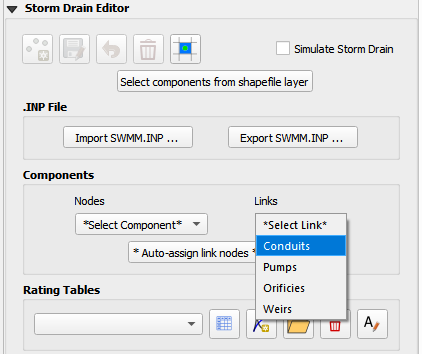 Storm Drain Editor
Simulate Storm Drain
Select components from shapefile layer
.INP File
Import SWMM.INP ...
Export SWMM.INP ...
Components
Nodes
Links
*Select Component*
*Select Link*
Conduits
Pumps
Orificies
Weirs
* Auto-assign link nodes *
Rating Tables